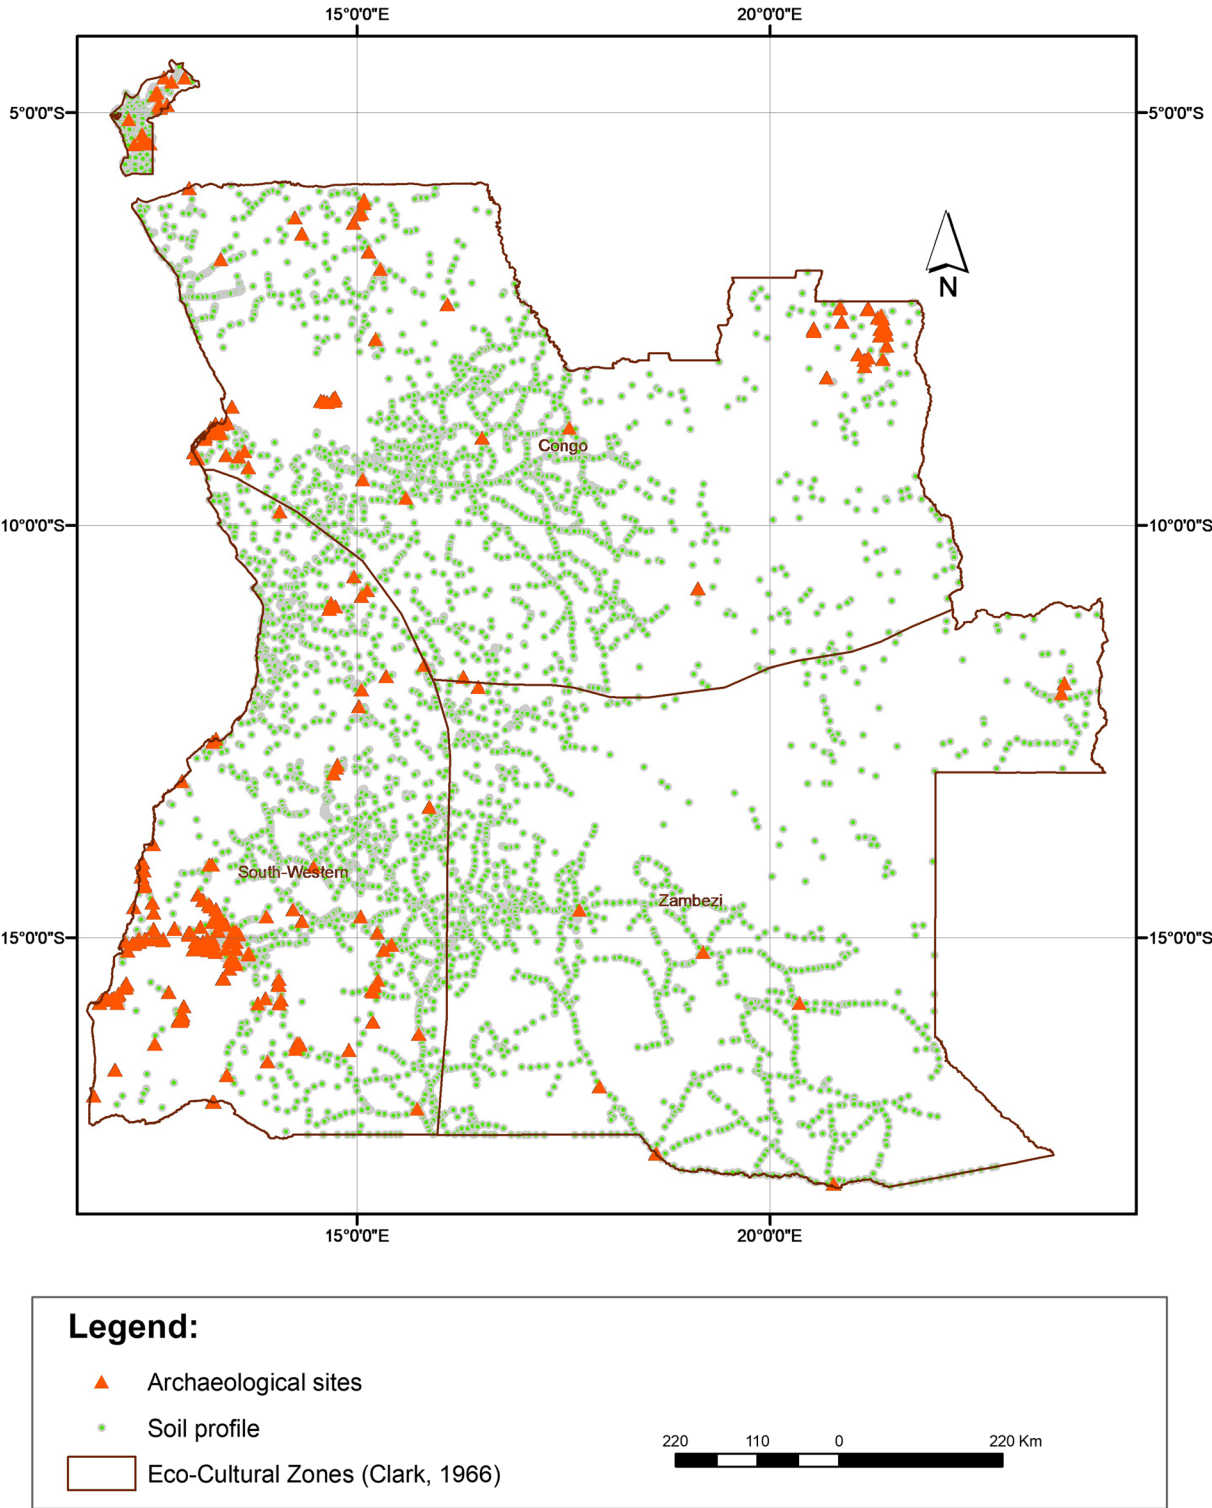 15°0'0"E 20°0'0"E
5°0'0"S 5°0'0"S
N
Congo
10°0'0"S 10°0'0"S
South-Western
Zambezi
15°0'0"S 15°0'0"S
15°0'0"E 20°0'0"E
Legend:
Archaeological sites
Soil profile
220 110 0 220 Km
Eco-Cultural Zones (Clark, 1966)